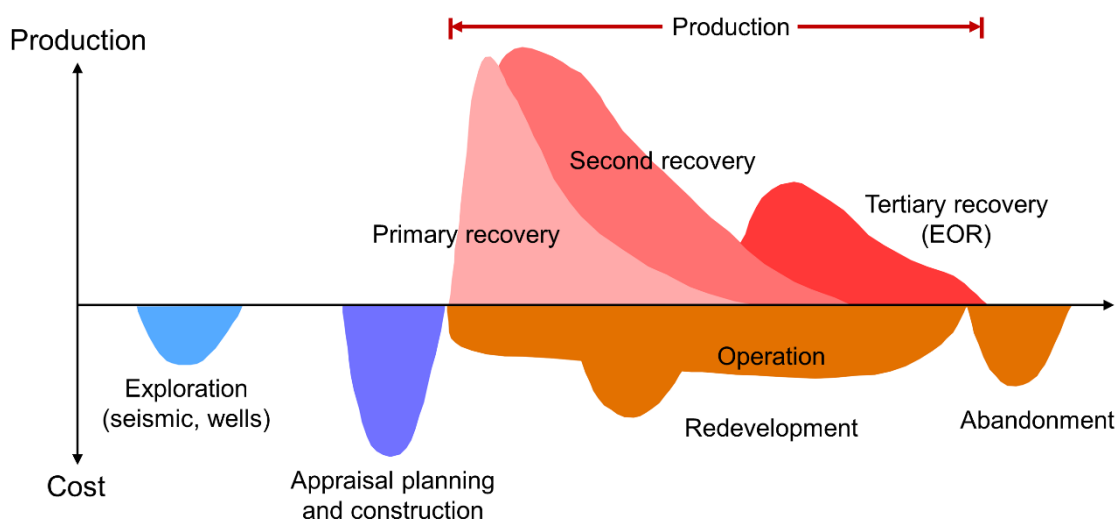 Production
Production
Second recovery
Primary recovery
Tertiary recovery
(EOR)
Operation
Exploration
(seismic, wells)
Redevelopment
Abandonment
Cost
Appraisal planning
and construction